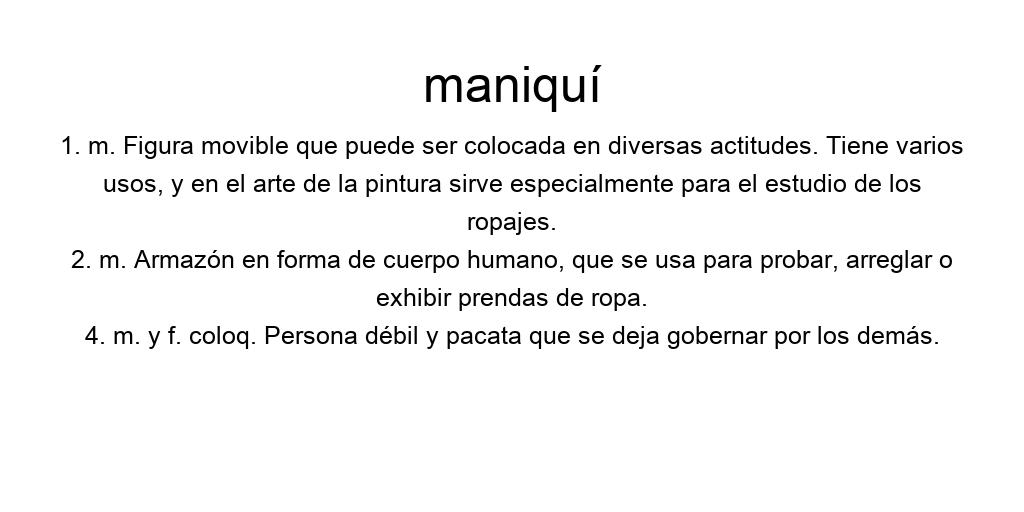 maniquí
1. m. Figura movible que puede ser colocada en diversas actitudes. Tiene varios
usos, y en el arte de la pintura sirve especialmente para el estudio de los
ropajes.
2. m. Armazón en forma de cuerpo humano, que se usa para probar, arreglar o
exhibir prendas de ropa.
4. m. y f. coloq. Persona débil y pacata que se deja gobernar por los demás.